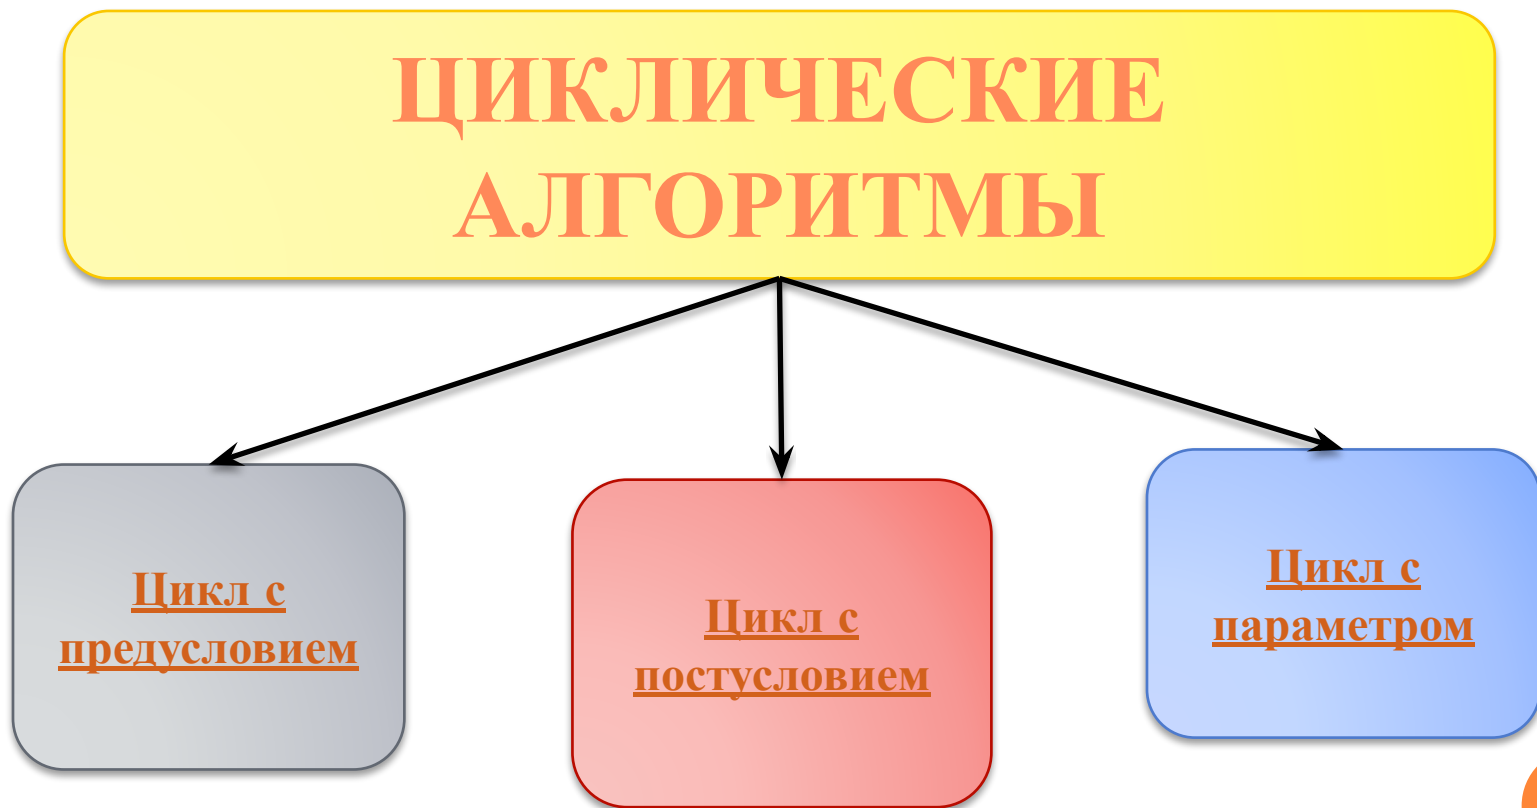 ЦИКЛИЧЕСКИЕ
АЛГОРИТМЫ
Цикл с
предусловием
Цикл с
постусловием
Цикл с
параметром